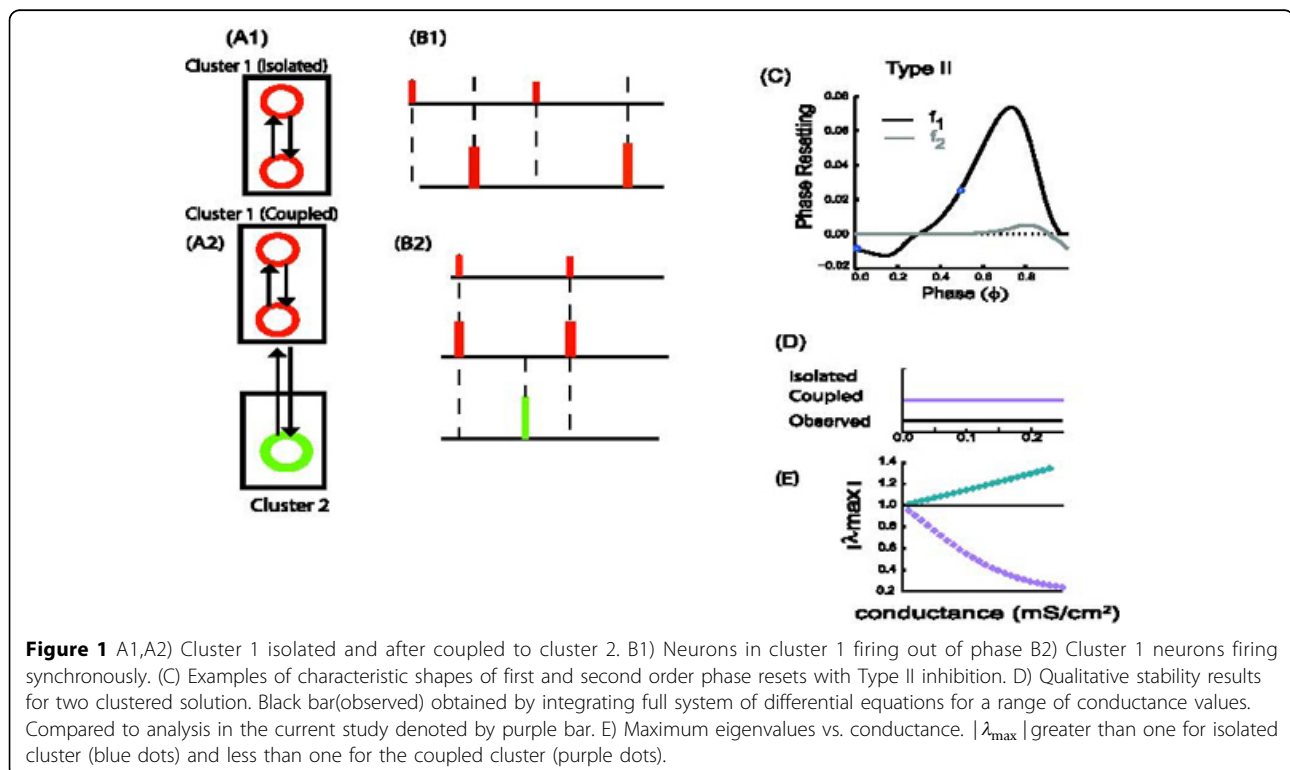 (A1)
Cluster 1 (Isolated)
Cluster 1 (Coupled)
(A2)
Cluster 2
(B1)
(B2)
(C)
Type II
f1
f2
Phase Resetting
0.08
0.06
0.04
0.02
0.00
−0.02
0.0 0.2 0.4 0.6 0.8
Phase (ϕ)
(D)
Isolated
Coupled
Observed
0.0 0.1 0.2
(E)
|λmax|
1.4
1.2
1.0
0.8
0.6
0.4
0.2
conductance (mS/cm²)
Figure 1 A1,A2) Cluster 1 isolated and after coupled to cluster 2. B1) Neurons in cluster 1 firing out of phase B2) Cluster 1 neurons firing
synchronously. (C) Examples of characteristic shapes of first and second order phase resets with Type II inhibition. D) Qualitative stability results
for two clustered solution. Black bar(observed) obtained by integrating full system of differential equations for a range of conductance values.
Compared to analysis in the current study denoted by purple bar. E) Maximum eigenvalues vs. conductance. |λmax| greater than one for isolated
cluster (blue dots) and less than one for the coupled cluster (purple dots).